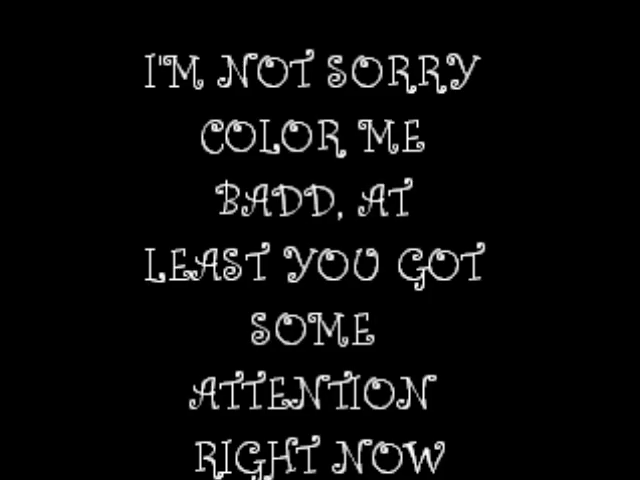 I'M NOT SORRY
COLOR ME
BADD, AT
LEAST YOU GOT
SOME
ATTENTION
RIGHT NOW